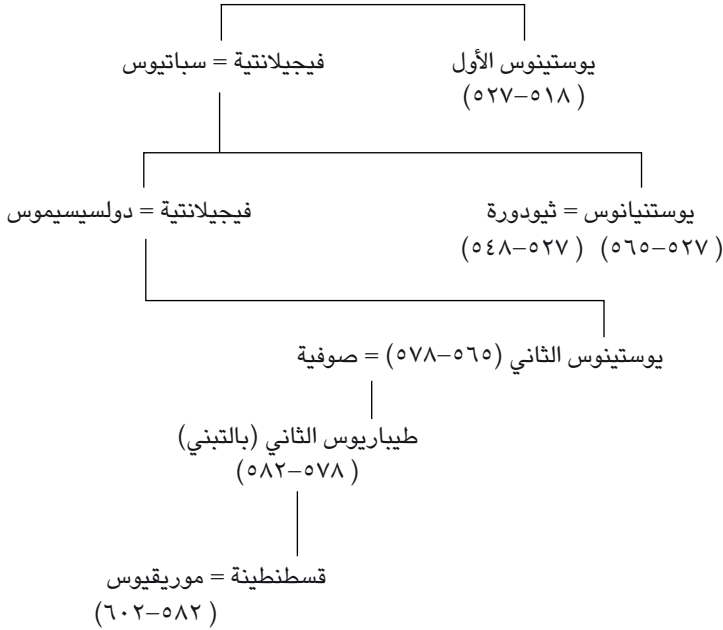 يوستينوس الأول فيجيلانتية = سباتيوس
(٥١٨–٥٢٧)
يوستنيانوس = ثيودورة فيجيلانتية = دولسيسيموس
(٥٢٧–٥٦٥) (٥٢٧–٥٤٨)
يوستينوس الثاني (٥٦٥–٥٧٨) = صوفية
طيباريوس الثاني (بالتبني)
(٥٧٨–٥٨٢)
قسطنطينة = موريقيوس
(٥٨٢–٦٠٢)